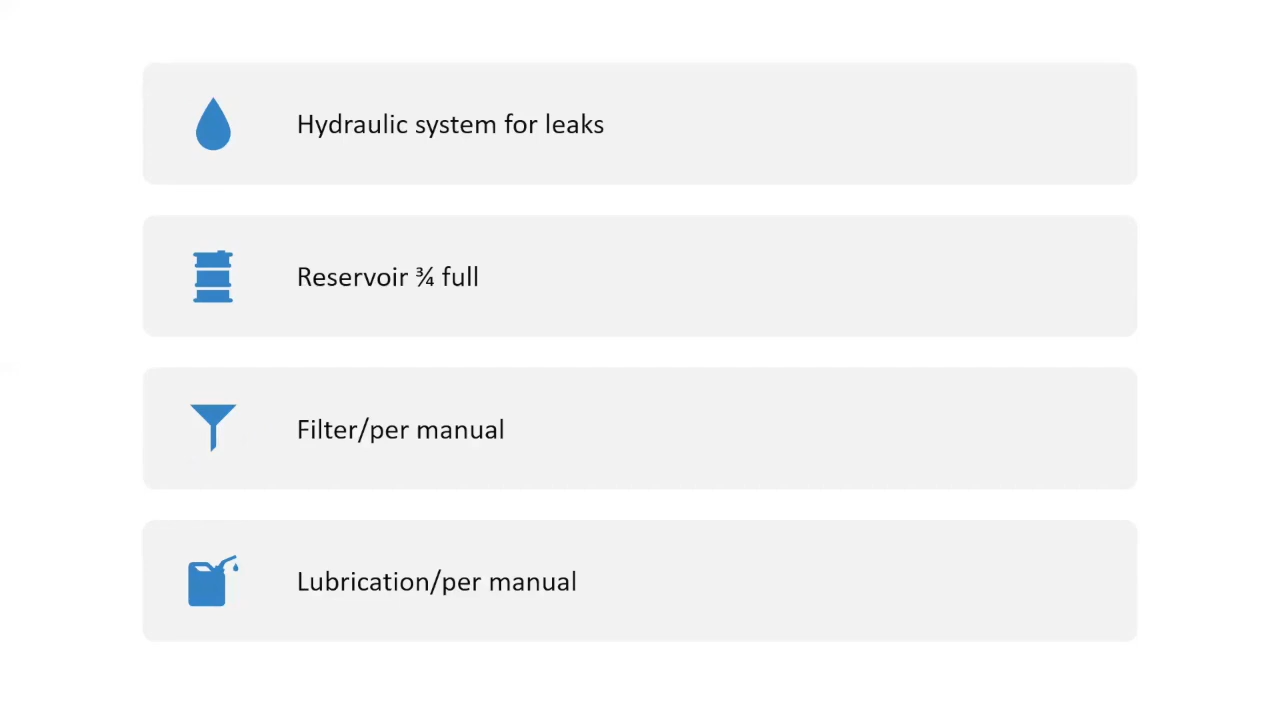 Hydraulic system for leaks
Reservoir ¾ full
Filter/per manual
Lubrication/per manual